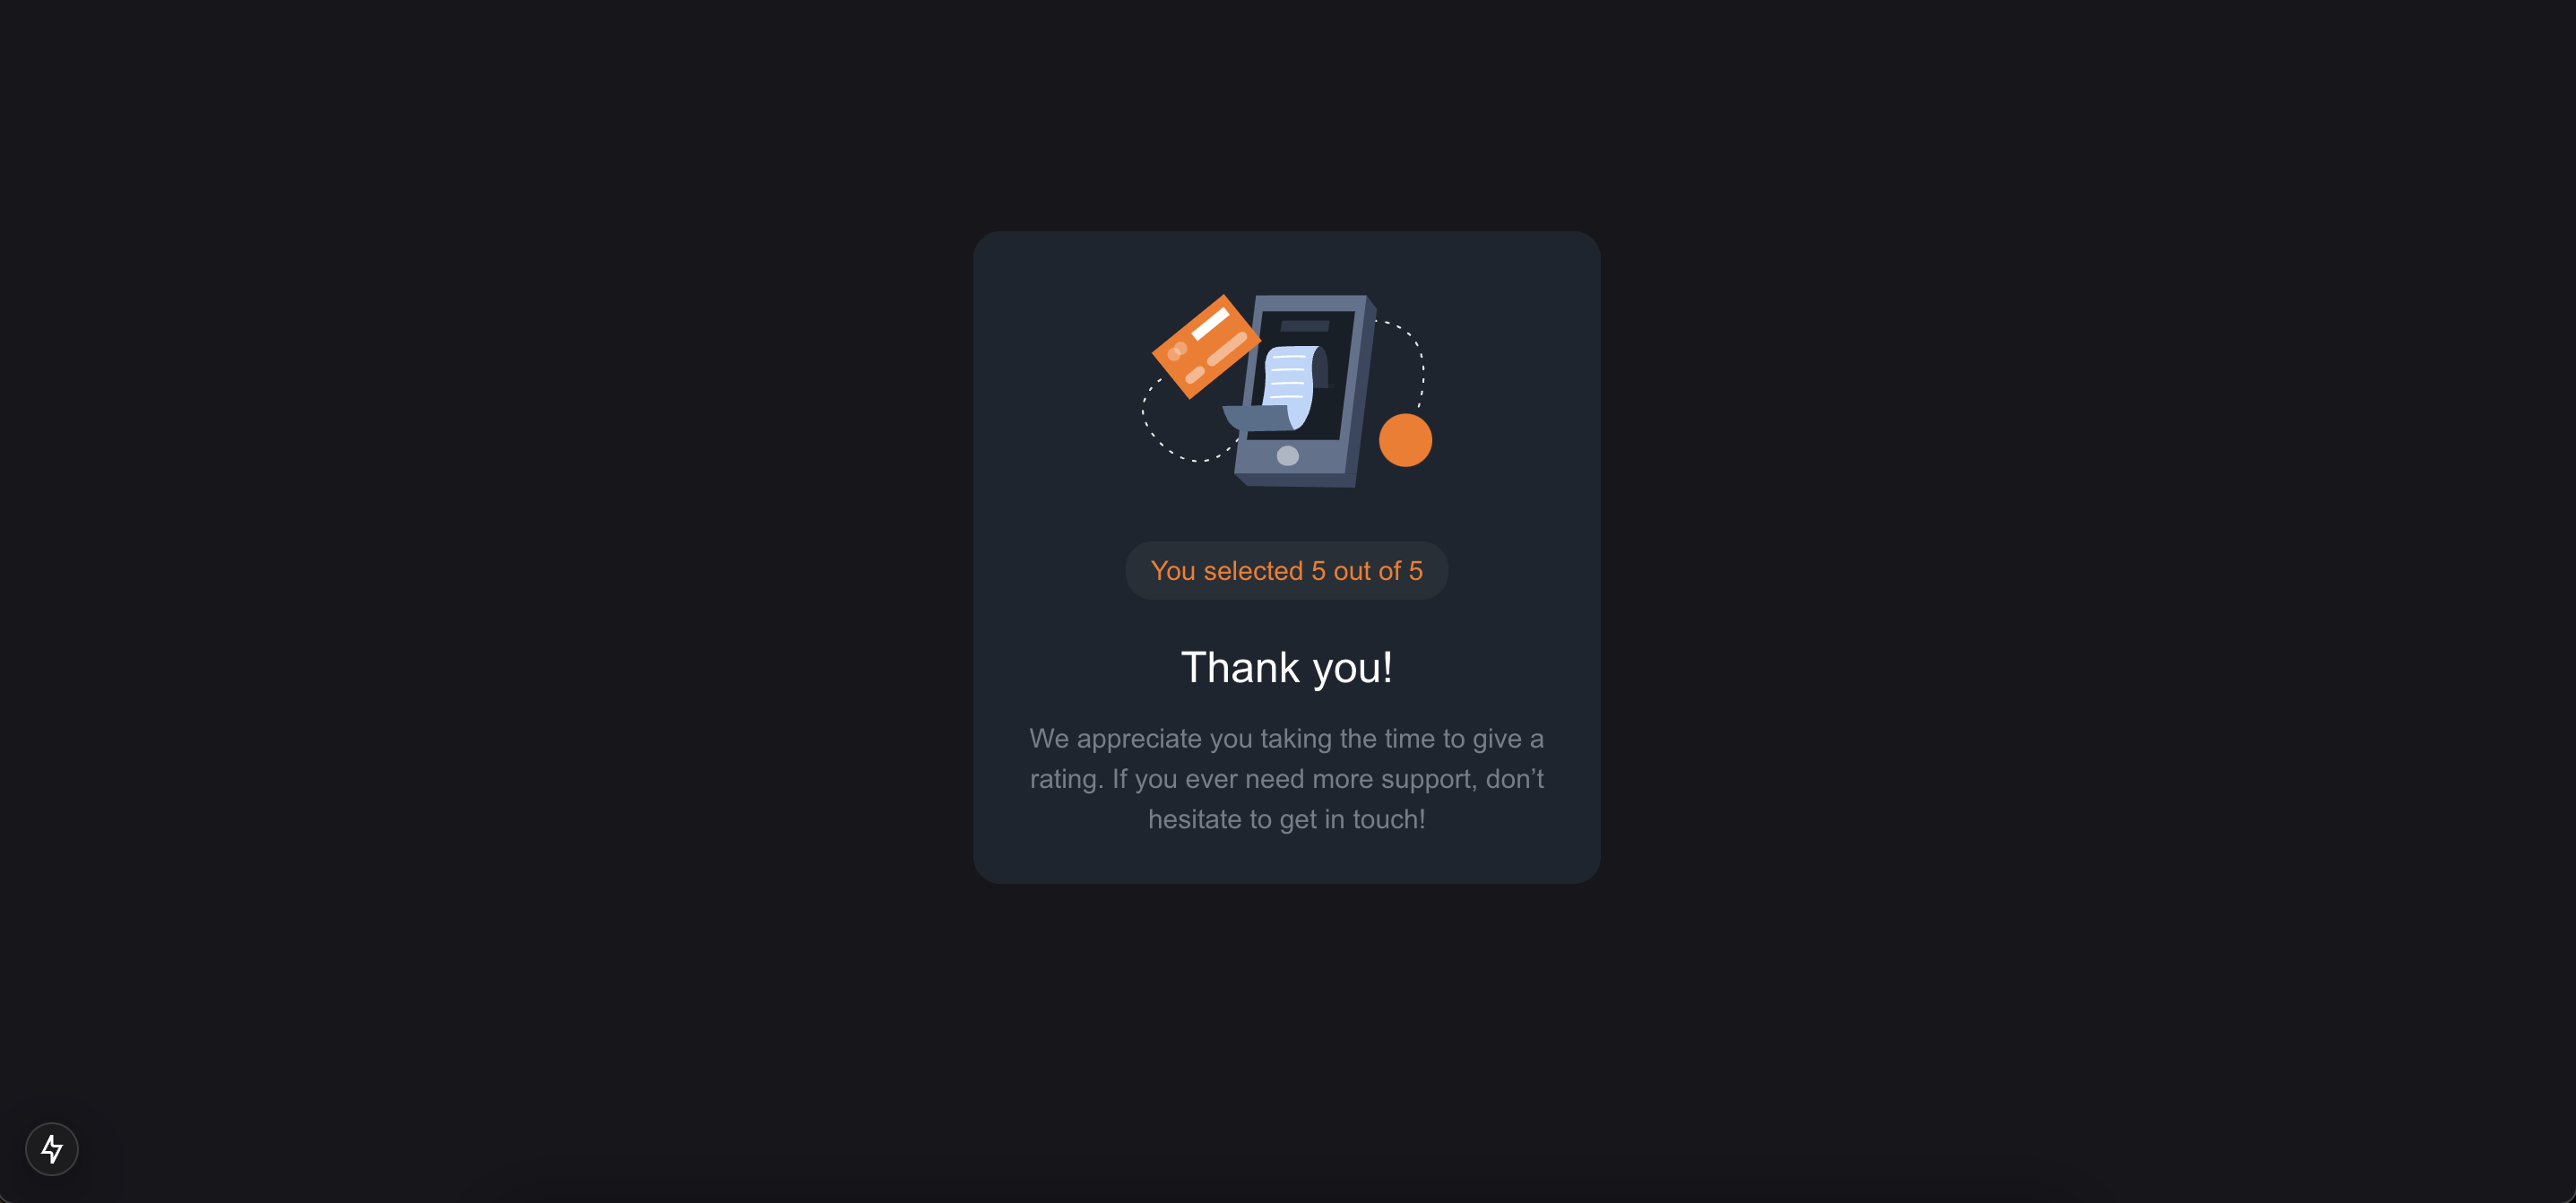 You selected 5 out of 5
Thank you!
We appreciate you taking the time to give a
rating. If you ever need more support, don’t
hesitate to get in touch!